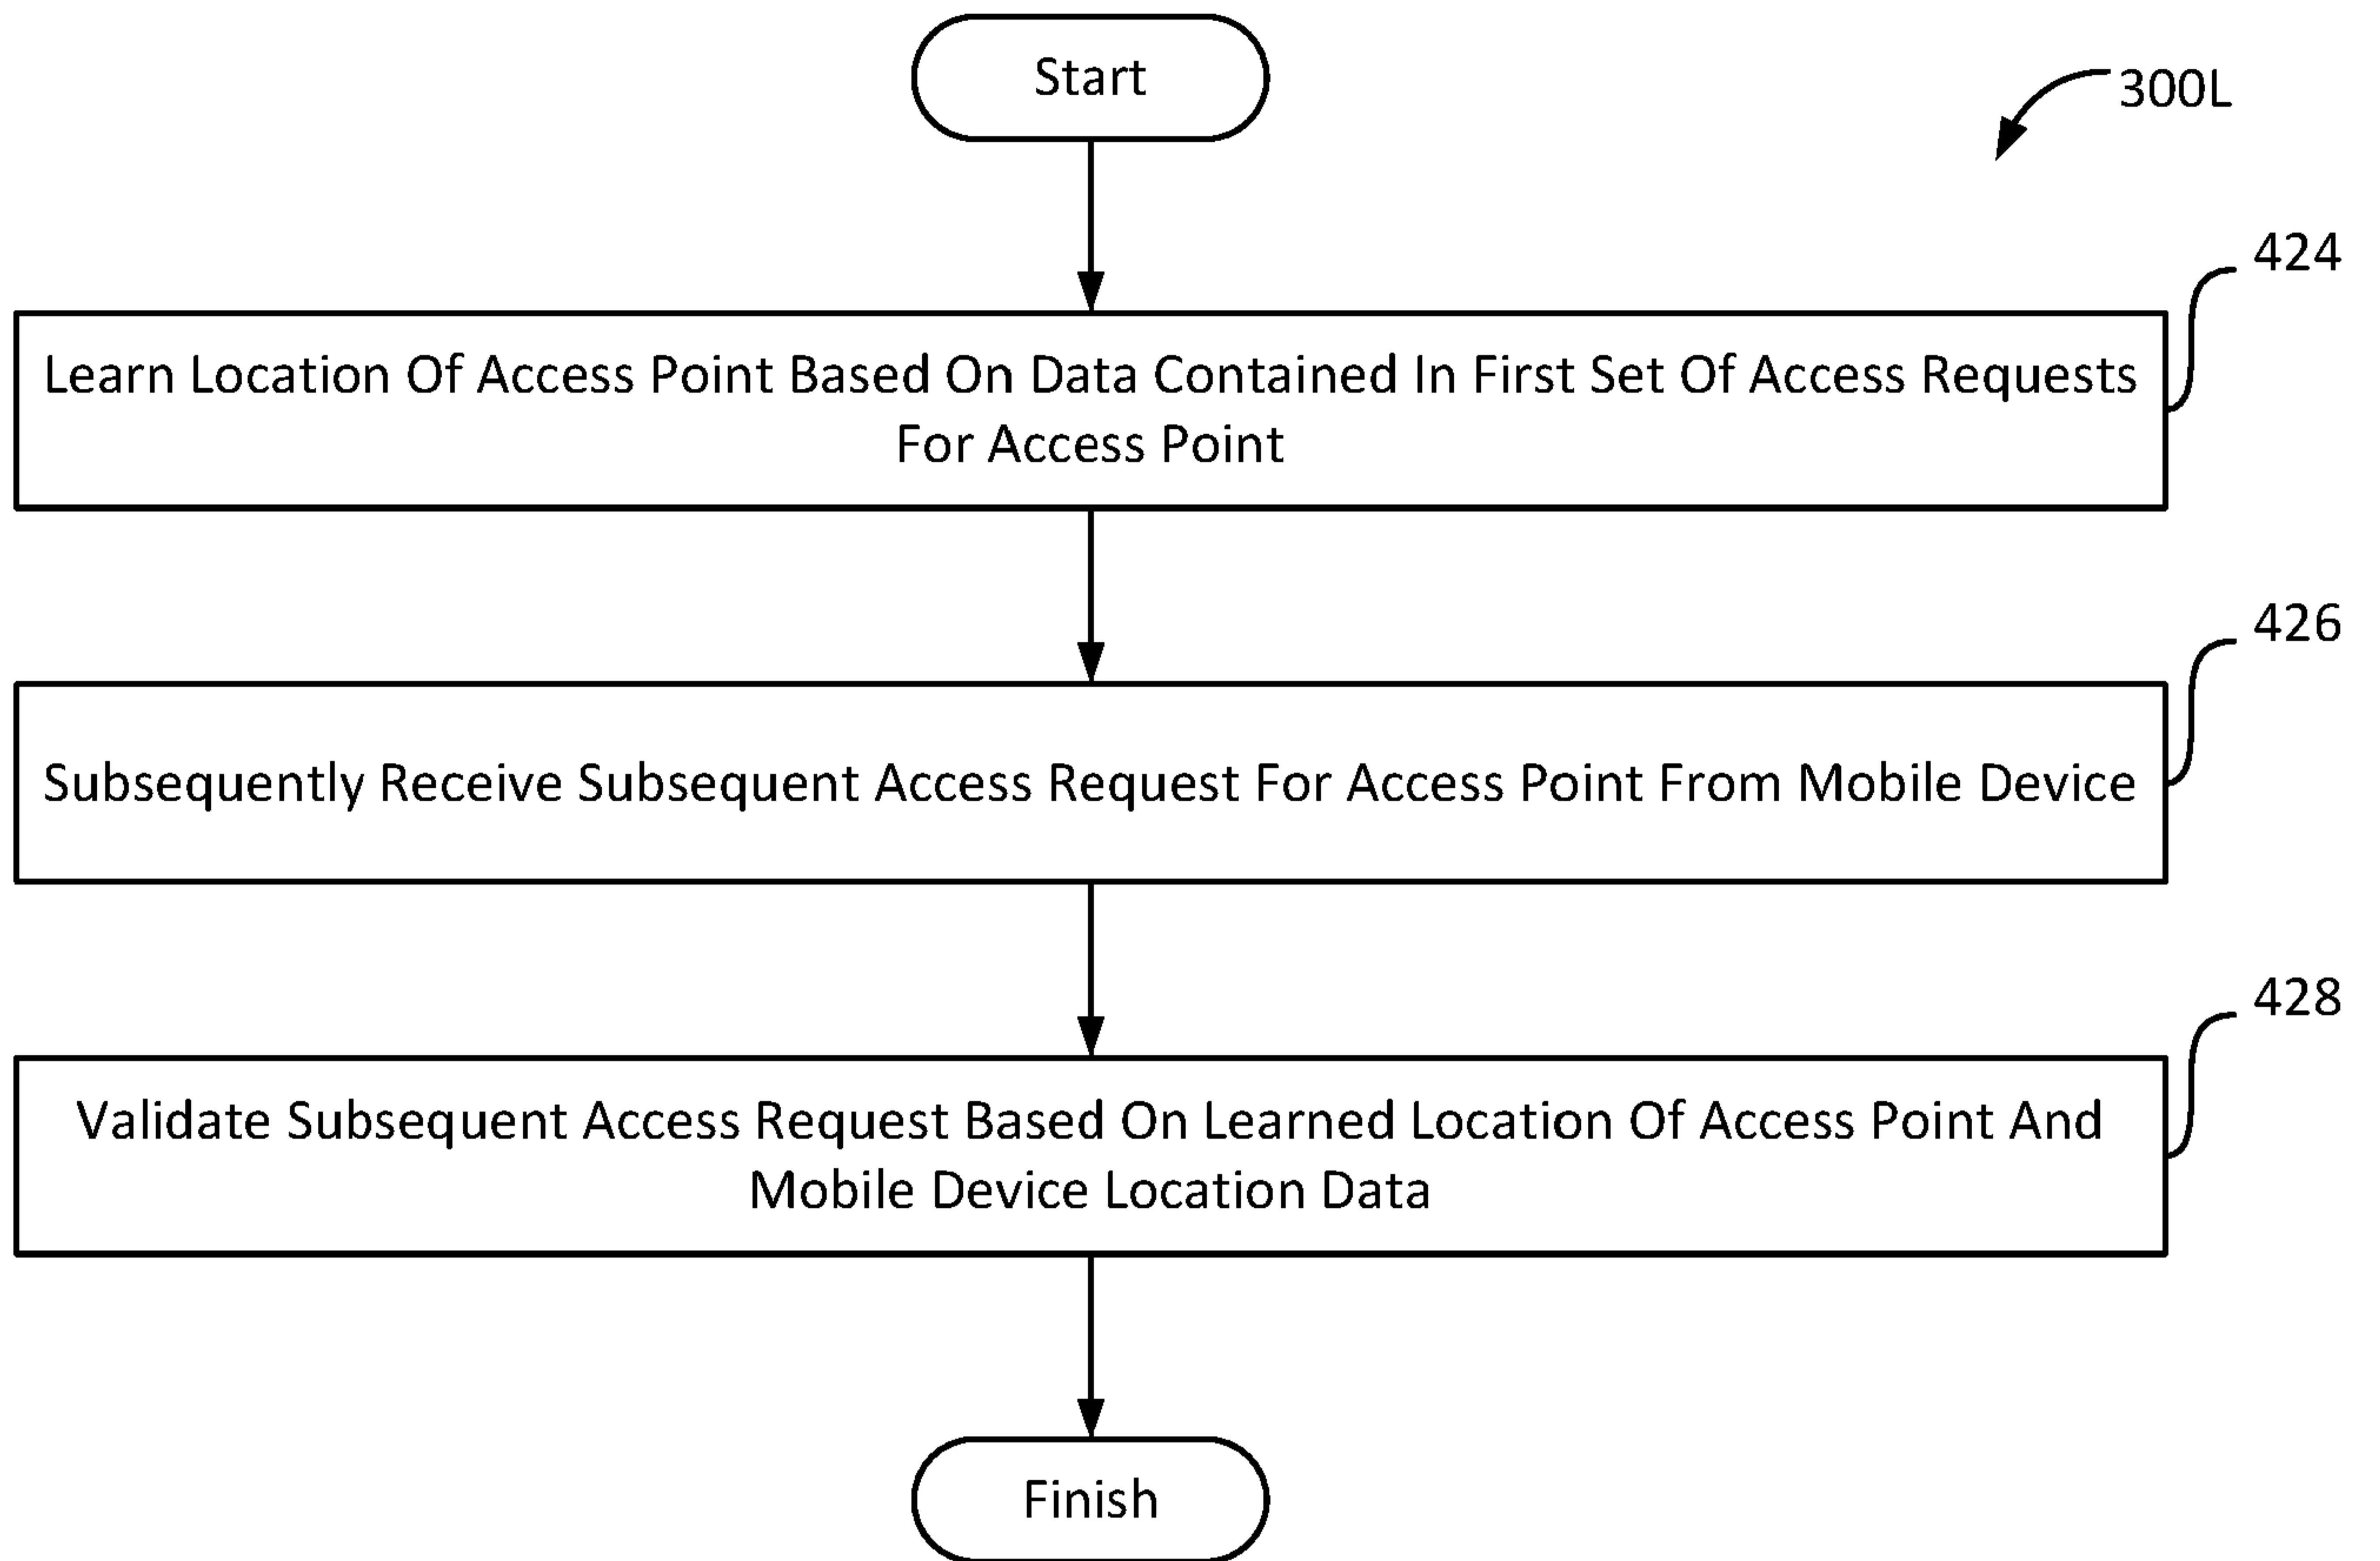 Start
300L
424
Learn Location Of Access Point Based On Data Contained In First Set Of Access Requests
For Access Point
426
Subsequently Receive Subsequent Access Request For Access Point From Mobile Device
428
Validate Subsequent Access Request Based On Learned Location Of Access Point And
Mobile Device Location Data
Finish